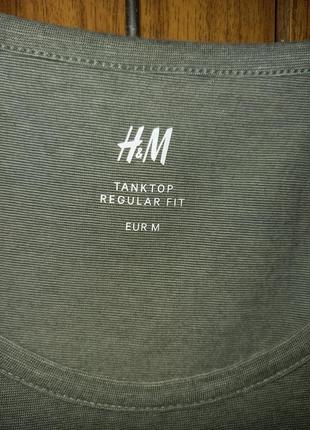 H&M
TANKTOP
REGULAR FIT
EUR M